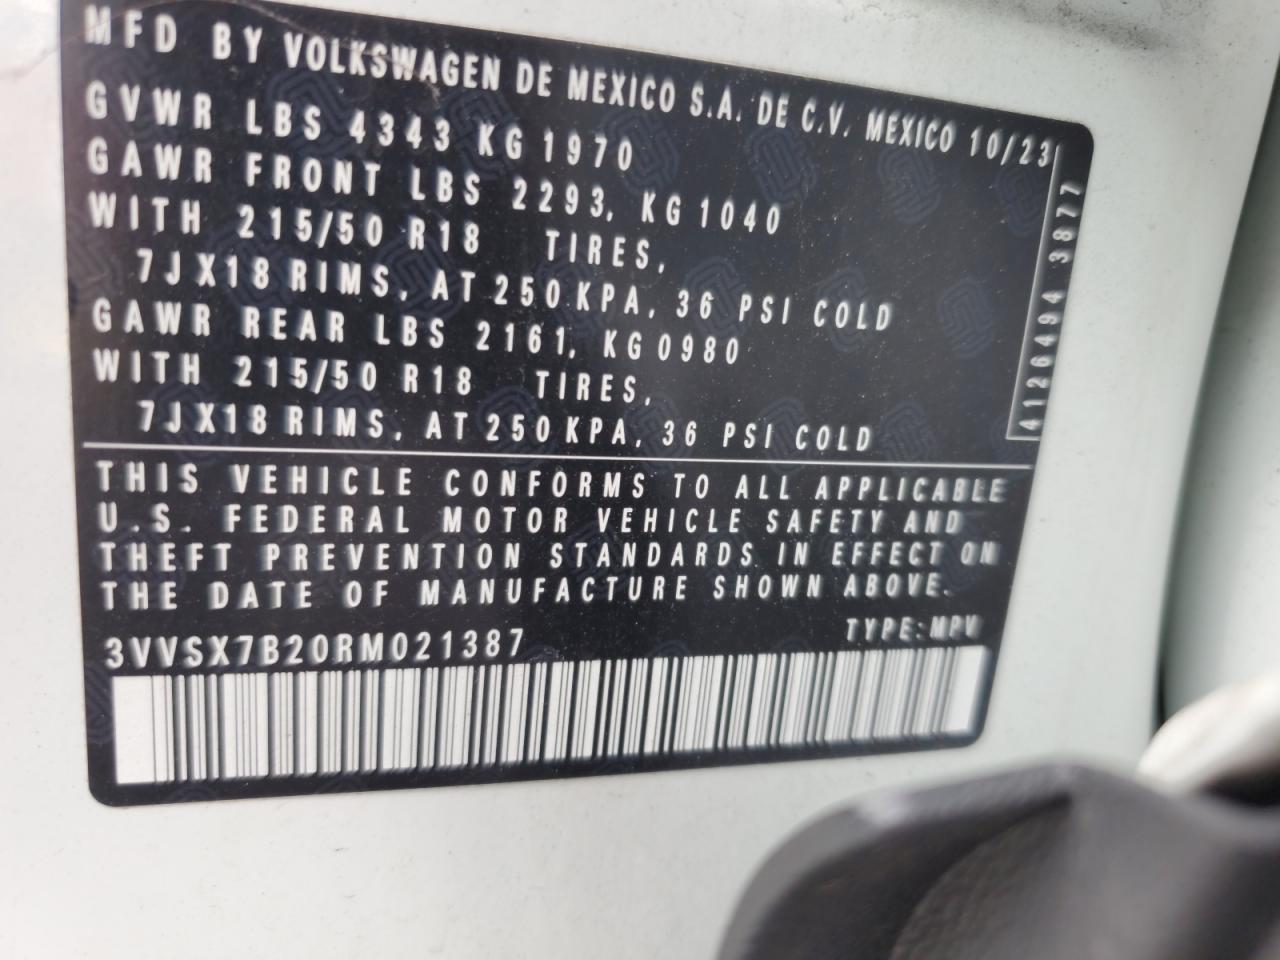 MFD BY VOLKSWAGEN DE MEXICO S.A. DE C.V. MEXICO 10/23
GVWR LBS 4343 KG 1970
GAWR FRONT LBS 2293, KG 1040
WITH 215/50 R18 TIRES,
7JX18 RIMS, AT 250 KPA, 36 PSI COLD
GAWR REAR LBS 2161, KG 0980
WITH 215/50 R18 TIRES,
7JX18 RIMS, AT 250 KPA, 36 PSI COLD
4126494 3877
THIS VEHICLE CONFORMS TO ALL APPLICABLE
U.S. FEDERAL MOTOR VEHICLE SAFETY AND
THEFT PREVENTION STANDARDS IN EFFECT ON
THE DATE OF MANUFACTURE SHOWN ABOVE.
3VVSX7B20RM021387 TYPE:MPV